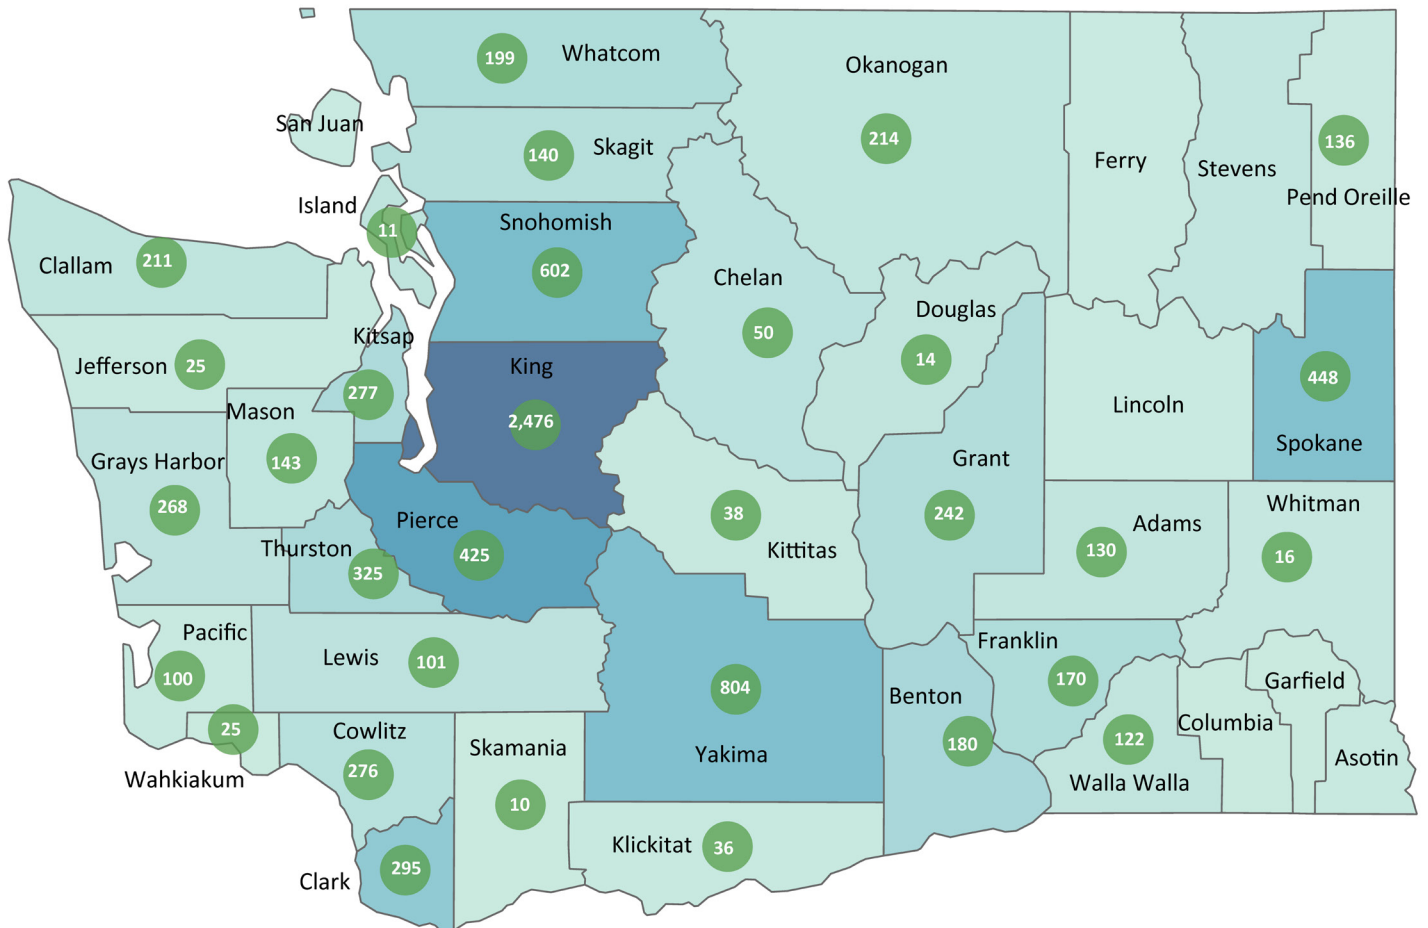 Whatcom
199
Okanogan
214
San Juan
Skagit
140
Ferry
Stevens
136
Pend Oreille
Island
11
Snohomish
602
Clallam
211
Chelan
50
Douglas
14
Kitsap
277
Jefferson
25
King
2,476
448
Spokane
Lincoln
Mason
143
Grays Harbor
268
Grant
242
Pierce
425
38
Kittitas
Adams
130
Whitman
16
Thurston
325
Pacific
100
Lewis
101
804
Yakima
Franklin
170
Benton
180
Garfield
25
Wahkiakum
Cowlitz
276
Skamania
10
122
Walla Walla
Columbia
Asotin
Klickitat
36
Clark
295